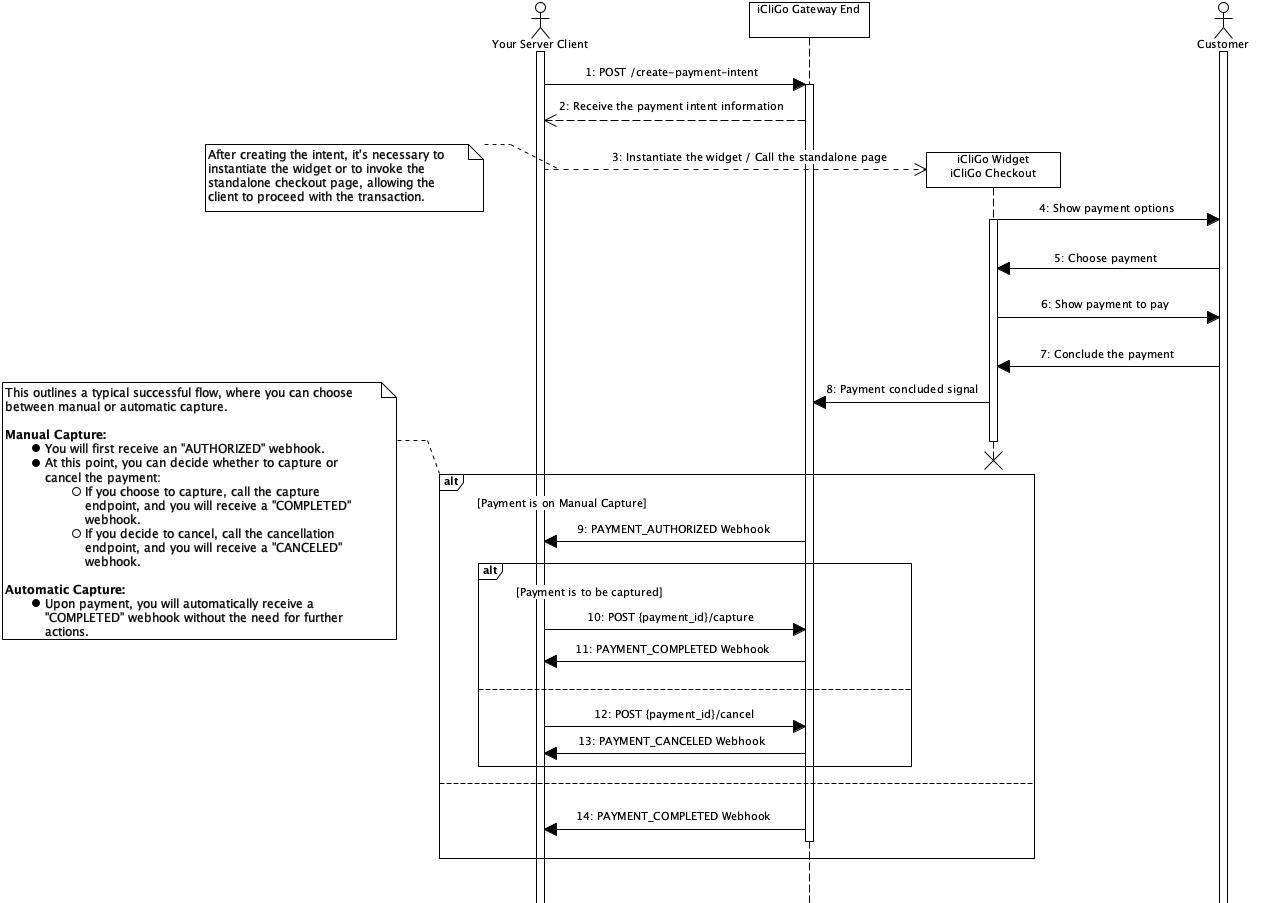 iCliGo Gateway End
Your Server Client
Customer
1: POST /create-payment-intent
2: Receive the payment intent information
After creating the intent, it's necessary to
instantiate the widget or to invoke the
standalone checkout page, allowing the
client to proceed with the transaction.
3: Instantiate the widget / Call the standalone page
iCliGo Widget
iCliGo Checkout
4: Show payment options
5: Choose payment
6: Show payment to pay
7: Conclude the payment
8: Payment concluded signal
This outlines a typical successful flow, where you can choose
between manual or automatic capture.
Manual Capture:
You will first receive an "AUTHORIZED" webhook.
At this point, you can decide whether to capture or
cancel the payment:
If you choose to capture, call the capture
endpoint, and you will receive a "COMPLETED"
webhook.
If you decide to cancel, call the cancellation
endpoint, and you will receive a "CANCELED"
webhook.
Automatic Capture:
Upon payment, you will automatically receive a
"COMPLETED" webhook without the need for further
actions.
alt
[Payment is on Manual Capture]
9: PAYMENT_AUTHORIZED Webhook
alt
[Payment is to be captured]
10: POST {payment_id}/capture
11: PAYMENT_COMPLETED Webhook
12: POST {payment_id}/cancel
13: PAYMENT_CANCELED Webhook
14: PAYMENT_COMPLETED Webhook